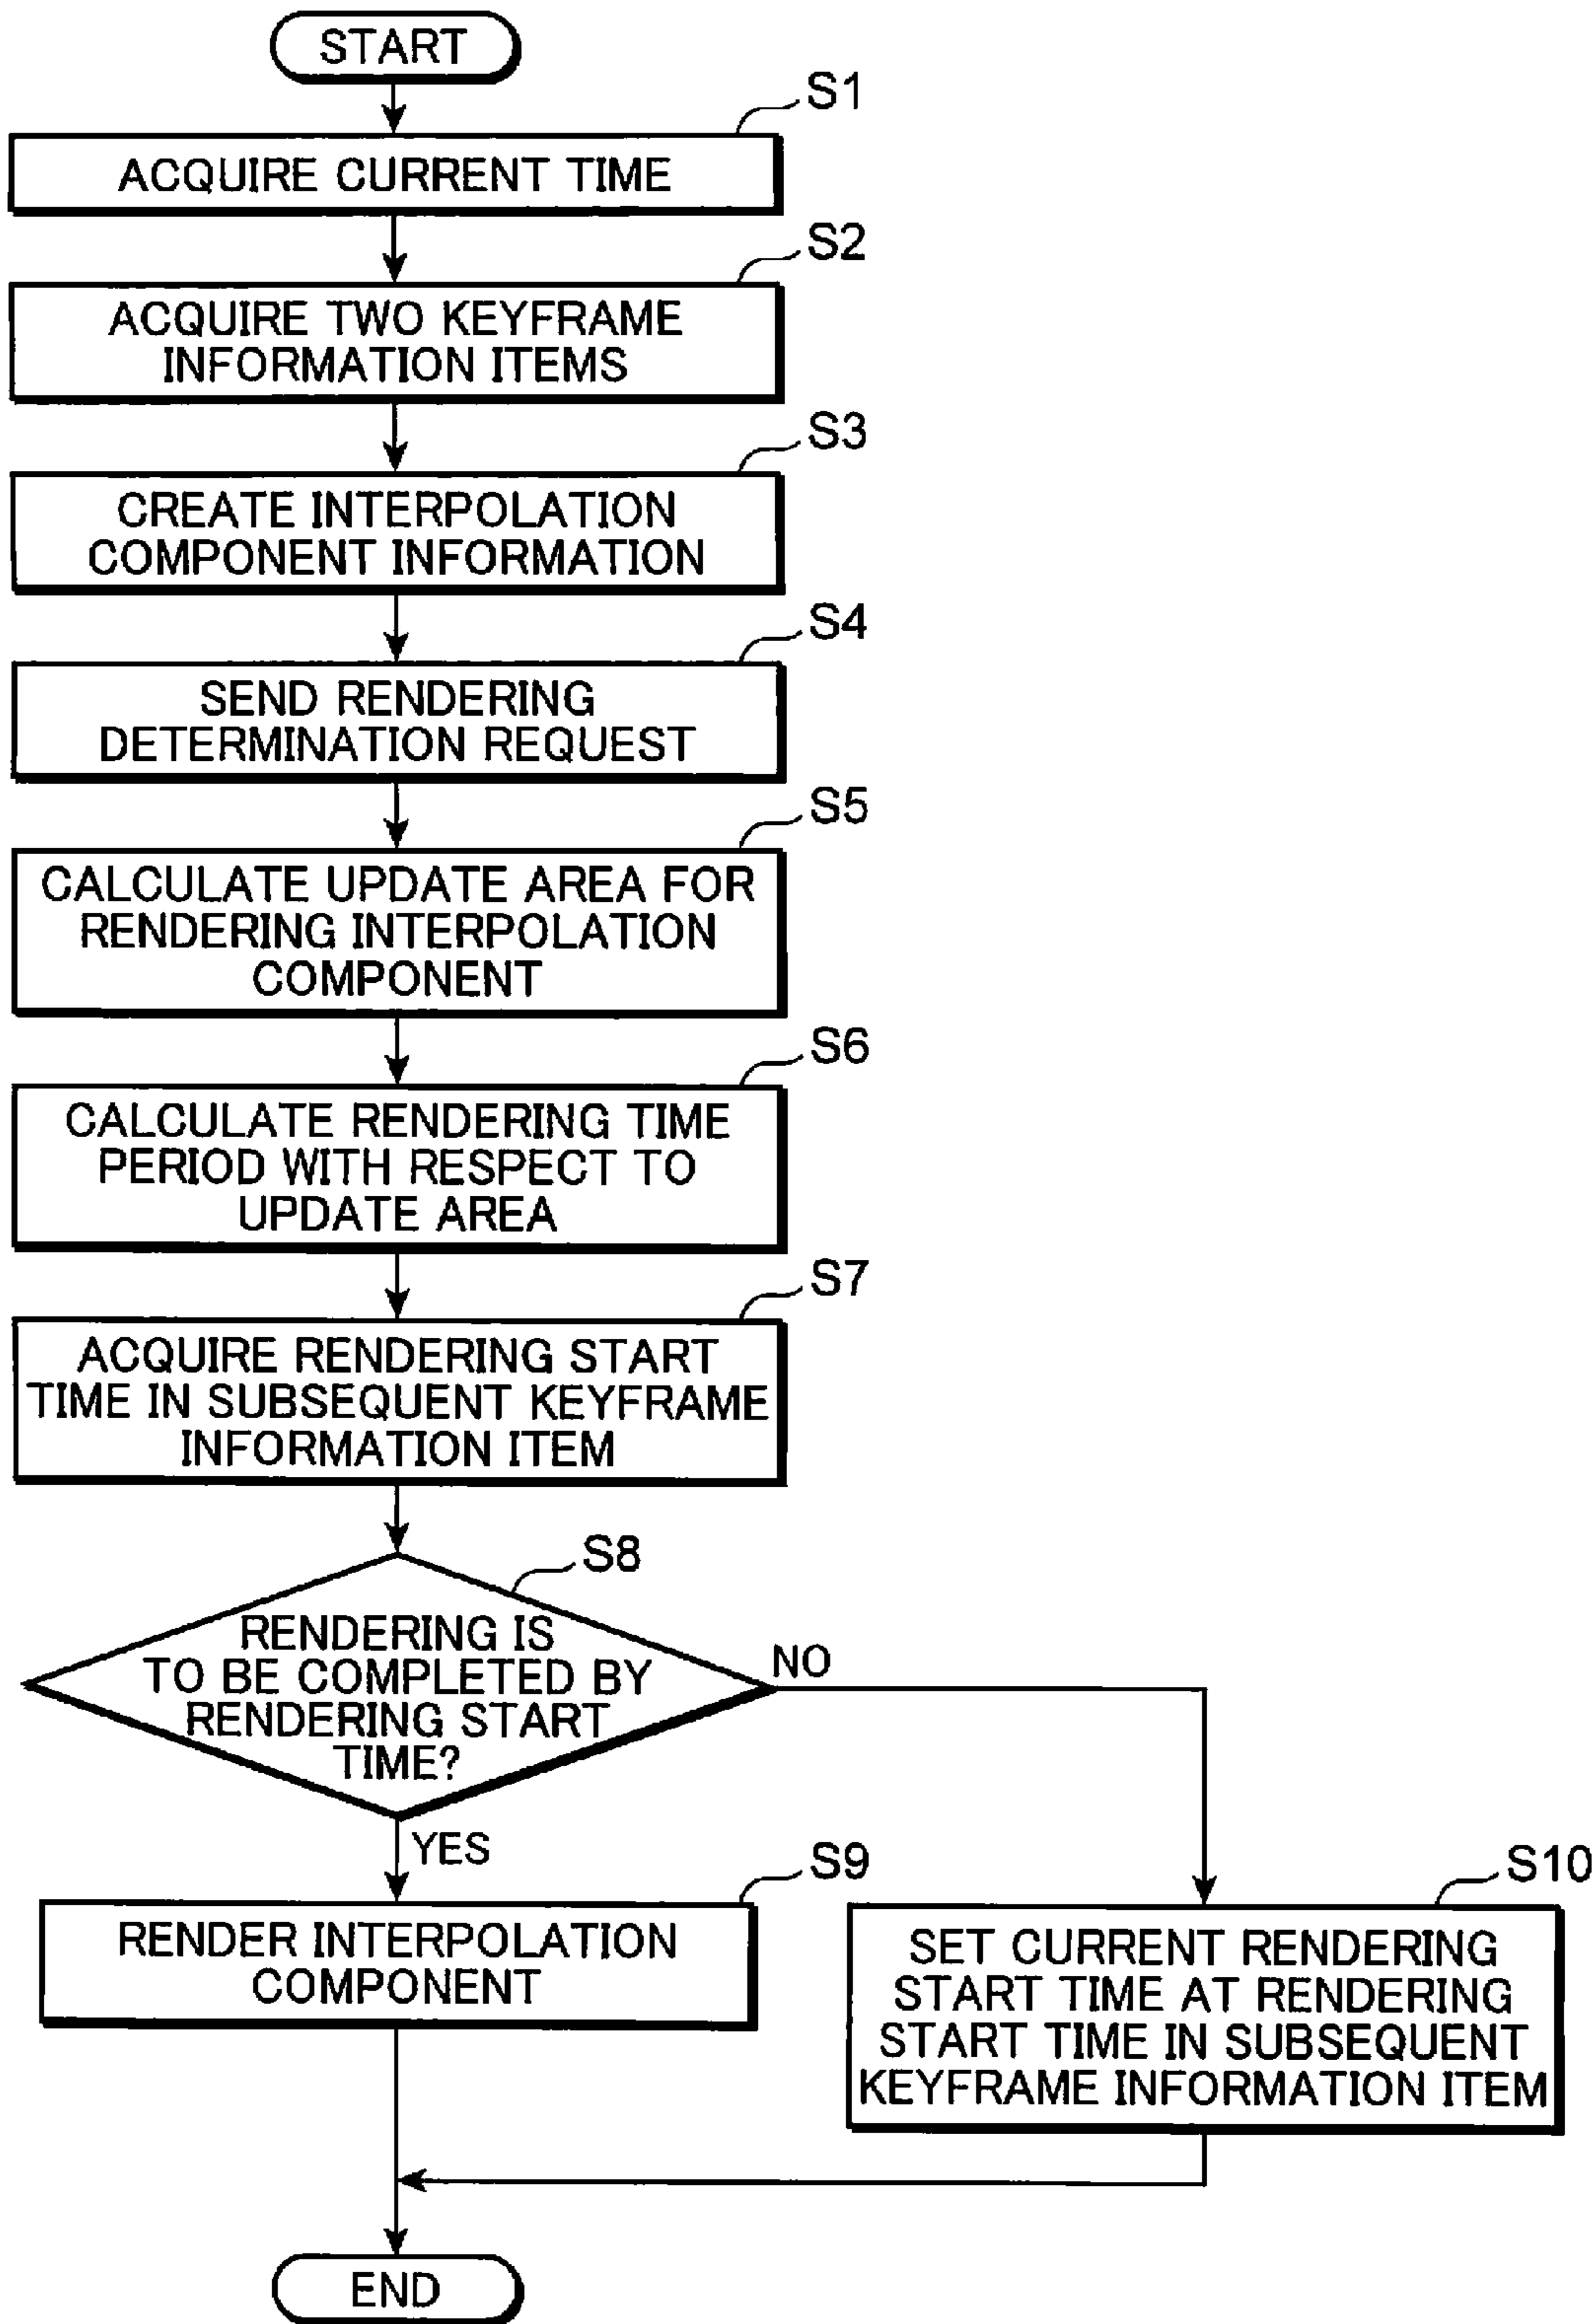 START
S1
ACQUIRE CURRENT TIME
S2
ACQUIRE TWO KEYFRAME
INFORMATION ITEMS
S3
CREATE INTERPOLATION
COMPONENT INFORMATION
S4
SEND RENDERING
DETERMINATION REQUEST
S5
CALCULATE UPDATE AREA FOR
RENDERING INTERPOLATION
COMPONENT
S6
CALCULATE RENDERING TIME
PERIOD WITH RESPECT TO
UPDATE AREA
S7
ACQUIRE RENDERING START
TIME IN SUBSEQUENT KEYFRAME
INFORMATION ITEM
S8
RENDERING IS
TO BE COMPLETED BY
RENDERING START
TIME?
NO
YES
S9
RENDER INTERPOLATION
COMPONENT
S10
SET CURRENT RENDERING
START TIME AT RENDERING
START TIME IN SUBSEQUENT
KEYFRAME INFORMATION ITEM
END